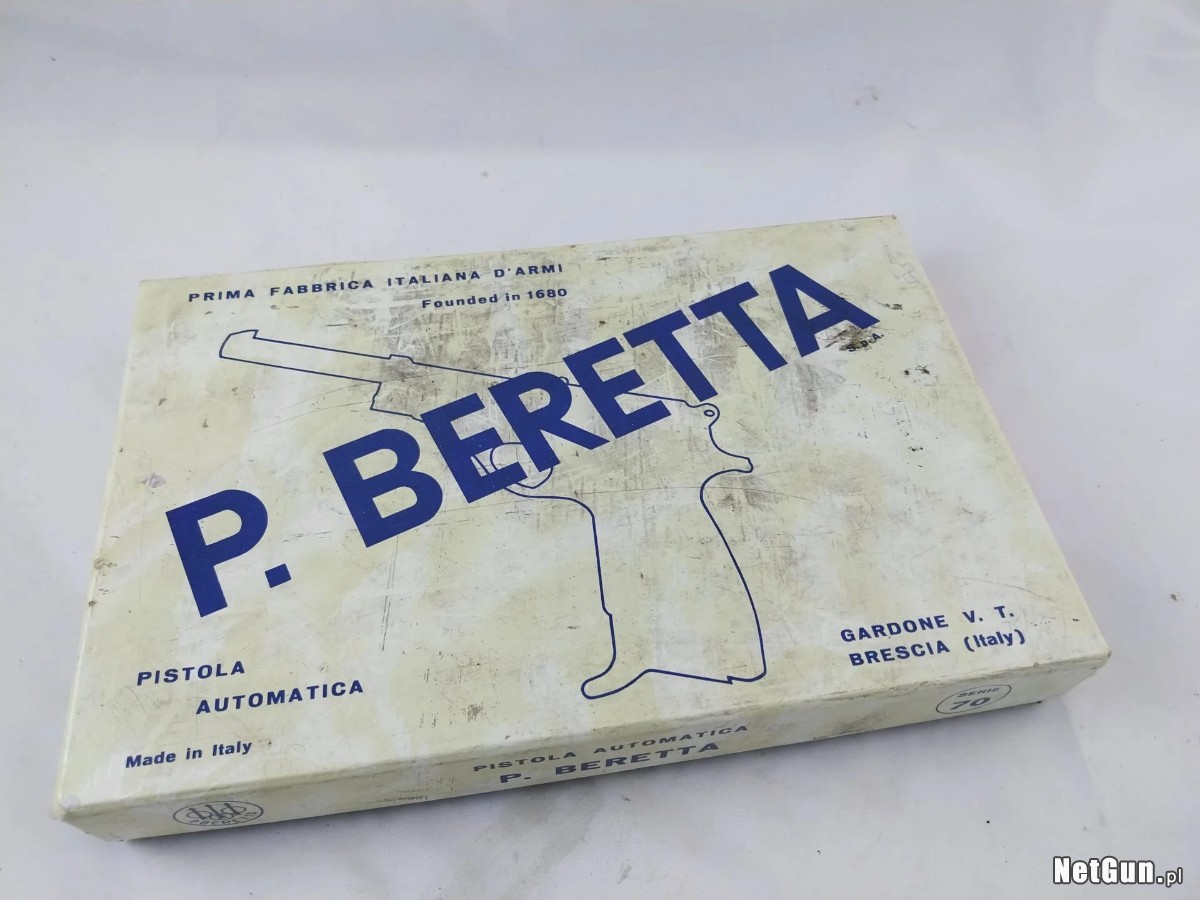 PRIMA FABBRICA ITALIANA D'ARMI
Founded in 1680
P. BERETTA
S.p.A.
PISTOLA
AUTOMATICA
Made in Italy
GARDONE V. T.
BRESCIA (Italy)
PISTOLA AUTOMATICA
P. BERETTA
SERIE
70
P.BERETTA
NetGun.pl